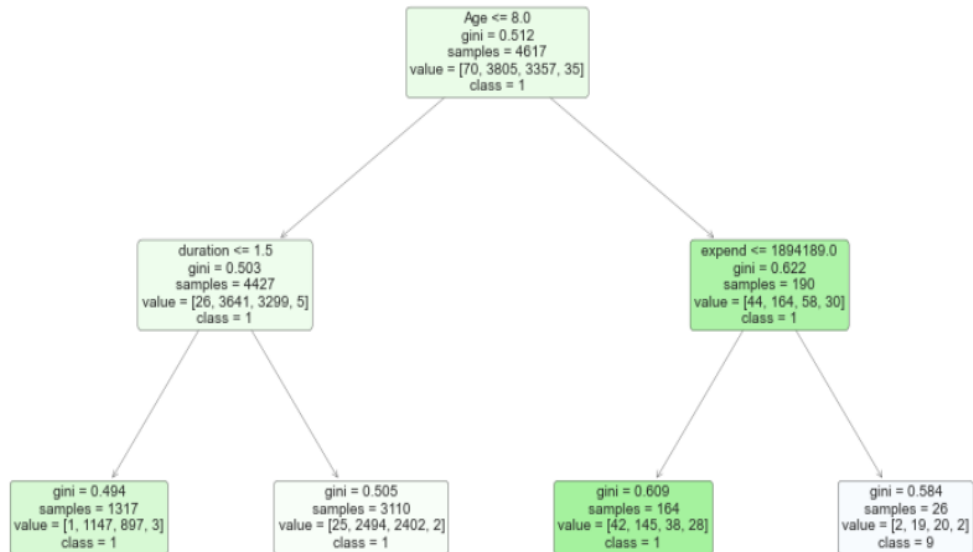 Age <= 8.0
gini = 0.512
samples = 4617
value = [70, 3805, 3357, 35]
class = 1
duration <= 1.5
gini = 0.503
samples = 4427
value = [26, 3641, 3299, 5]
class = 1
expend <= 1894189.0
gini = 0.622
samples = 190
value = [44, 164, 58, 30]
class = 1
gini = 0.494
samples = 1317
value = [1, 1147, 897, 3]
class = 1
gini = 0.505
samples = 3110
value = [25, 2494, 2402, 2]
class = 1
gini = 0.609
samples = 164
value = [42, 145, 38, 28]
class = 1
gini = 0.584
samples = 26
value = [2, 19, 20, 2]
class = 9